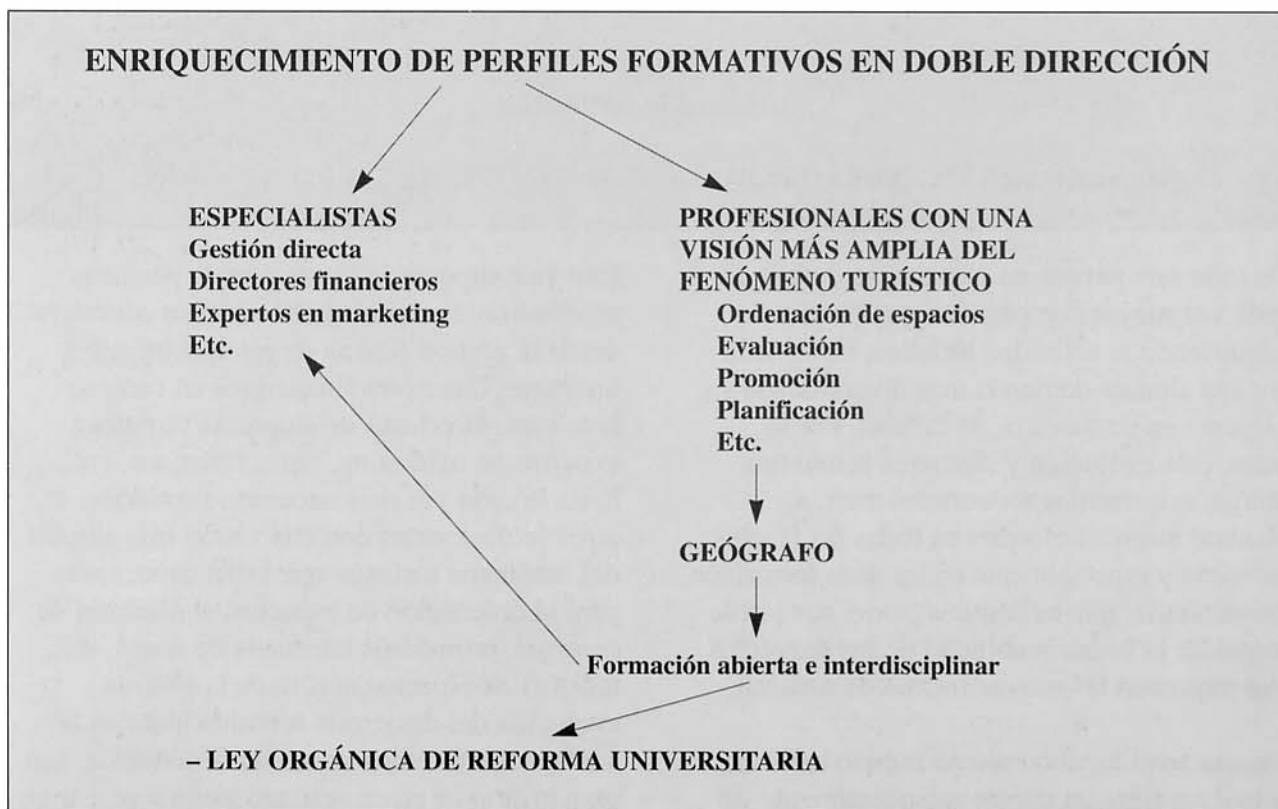 ENRIQUECIMIENTO DE PERFILES FORMATIVOS EN DOBLE DIRECCIÓN
ESPECIALISTAS
Gestión directa
Directores financieros
Expertos en marketing
Etc.
PROFESIONALES CON UNA
VISIÓN MÁS AMPLIA DEL
FENÓMENO TURÍSTICO
Ordenación de espacios
Evaluación
Promoción
Planificación
Etc.
GEÓGRAFO
Formación abierta e interdisciplinar
– LEY ORGÁNICA DE REFORMA UNIVERSITARIA